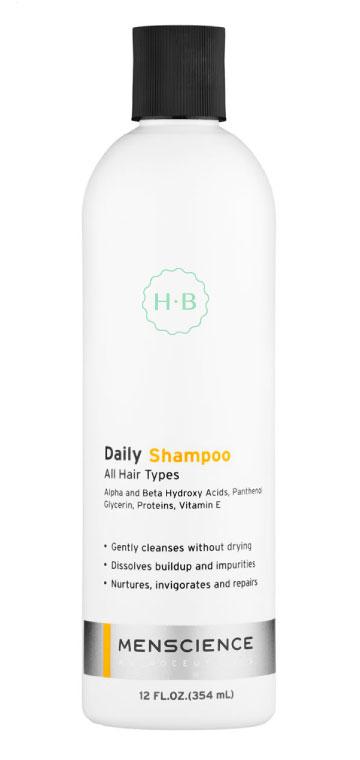 H·B
Daily Shampoo
All Hair Types
Alpha and Beta Hydroxy Acids, Panthenol
Glycerin, Proteins, Vitamin E
• Gently cleanses without drying
• Dissolves buildup and impurities
• Nurtures, invigorates and repairs
MENSCIENCE
12 FL.OZ.(354 mL)